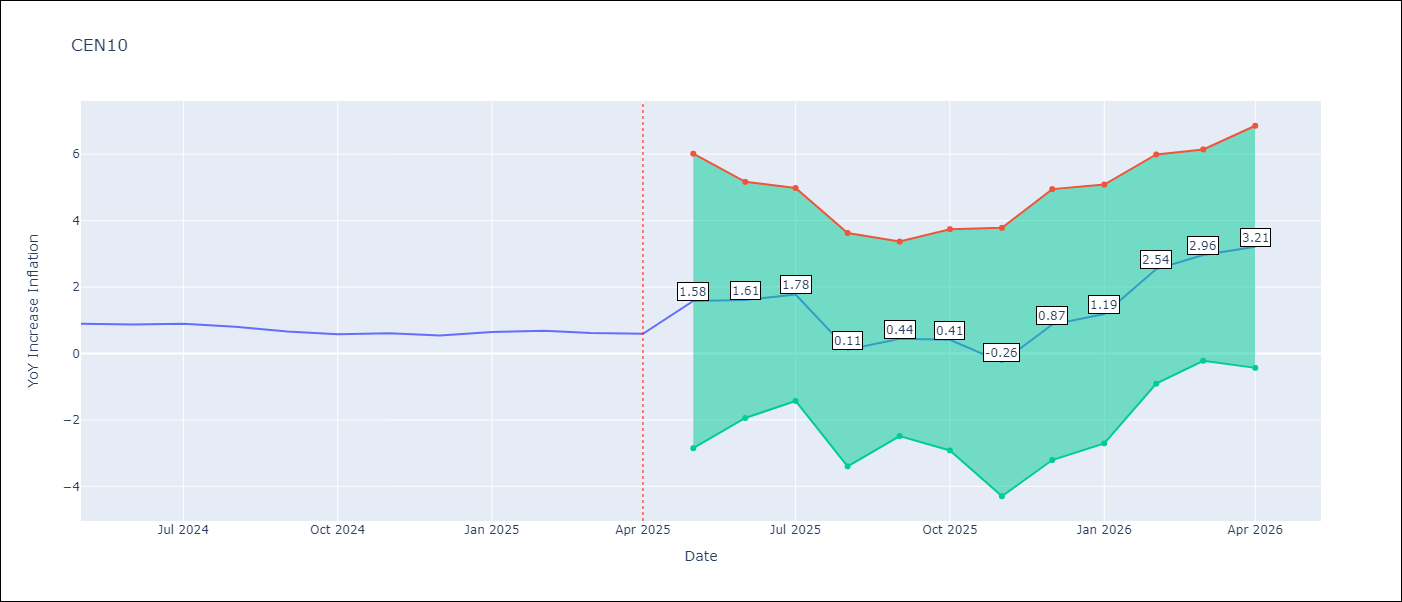 CEN10
YoY Increase Inflation
6
4
2
0
−2
−4
1.58
1.61
1.78
0.11
0.44
0.41
-0.26
0.87
1.19
2.54
2.96
3.21
Jul 2024
Oct 2024
Jan 2025
Apr 2025
Jul 2025
Oct 2025
Jan 2026
Apr 2026
Date